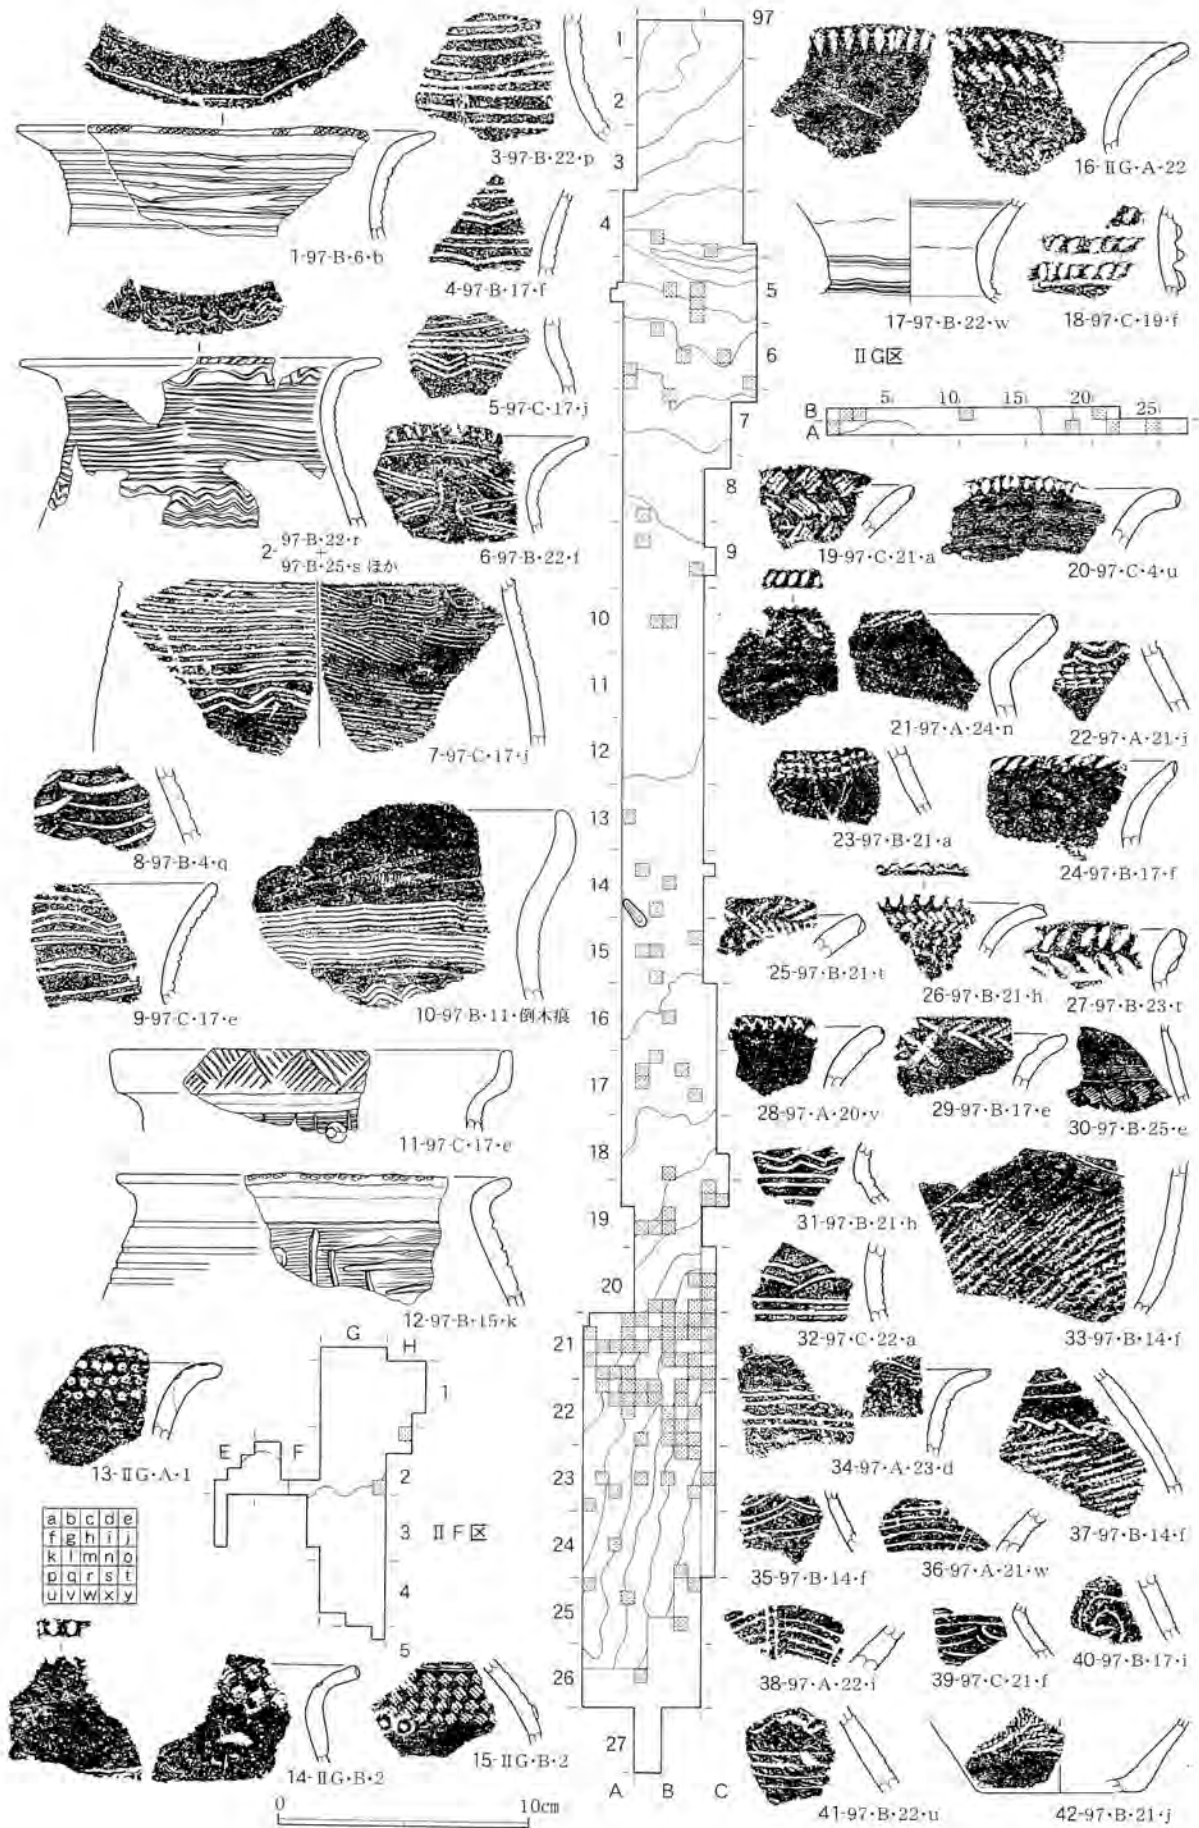 1-97-B・6・b
3-97-B・22・p
4-97-B・17・f
5-97-C・17・j
2- 97-B・22・r
+
97-B・25・s ほか
6-97-B・22・f
7-97-C・17・j
8-97-B・4・q
9-97-C・17・e
10-97-B・11・倒木痕
11-97-C・17・e
12-97-B・15・k
13-ⅡG・A・1
G
H
1
E
F
2
3
ⅡF区
4
5
a b c d e
f g h i j
k l m n o
p q r s t
u v w x y
14-ⅡG・B・2
15-ⅡG・B・2
0 10cm
97
1
2
3
4
5
6
7
8
9
10
11
12
13
14
15
16
17
18
19
20
21
22
23
24
25
26
27
A B C
16-ⅡG・A・22
17-97・B・22・w
18-97・C・19・f
ⅡG区
5 10 15 20 25
B
A
19-97・C・21・a
20-97・C・4・u
21-97・A・24・n
22-97・A・21・j
23-97・B・21・a
24-97・B・17・f
25-97・B・21・t
26-97・B・21・h
27-97・B・23・t
28-97・A・20・v
29-97・B・17・e
30-97・B・25・e
31-97・B・21・h
32-97・C・22・a
33-97・B・14・f
34-97・A・23・d
35-97・B・14・f
36-97・A・21・w
37-97・B・14・f
38-97・A・22・i
39-97・C・21・f
40-97・B・17・i
41-97・B・22・u
42-97・B・21・j